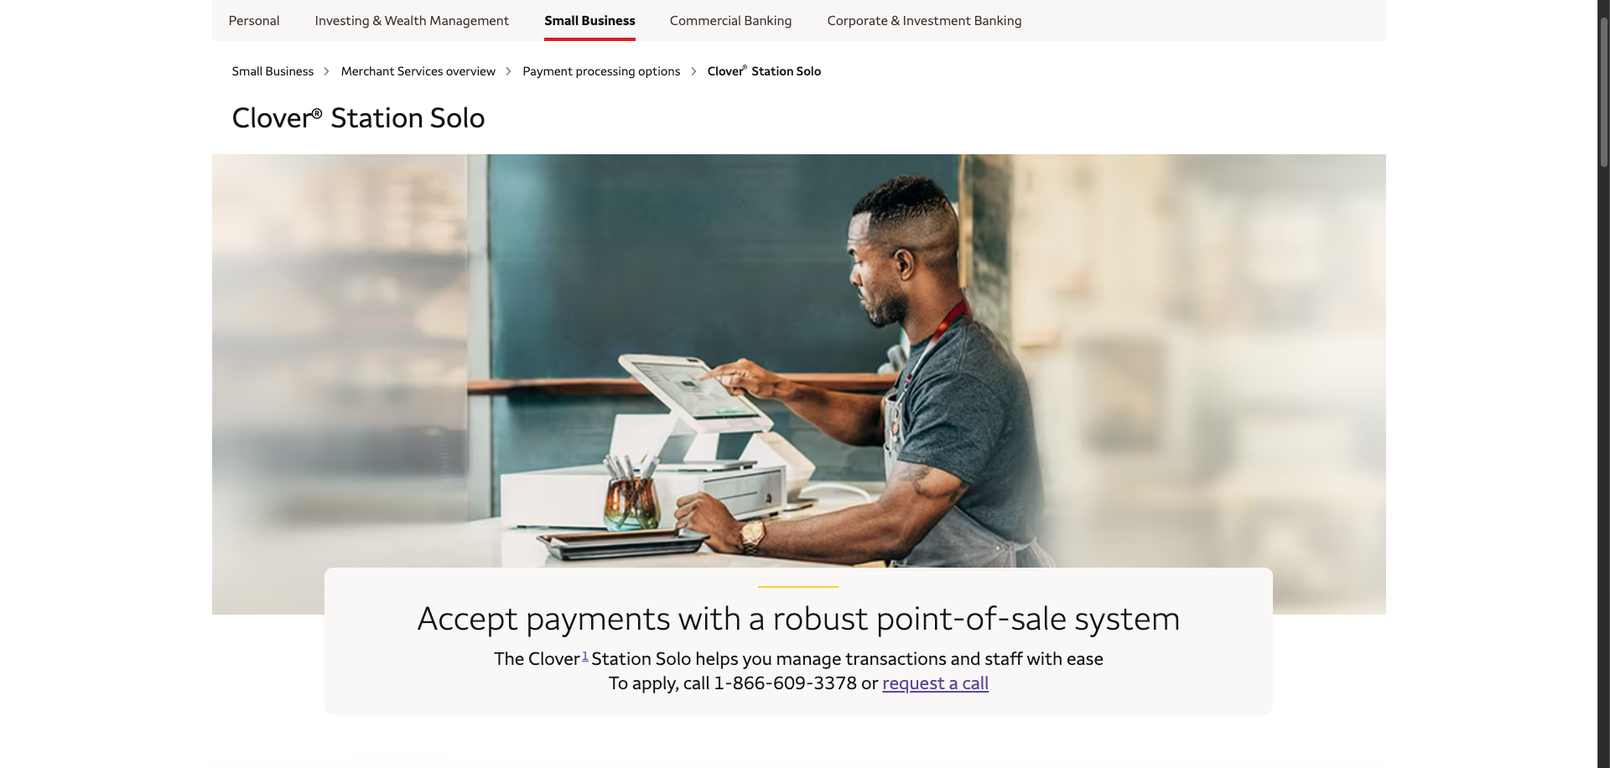 Personal Investing & Wealth Management Small Business Commercial Banking Corporate & Investment Banking
Small Business > Merchant Services overview > Payment processing options > Clover® Station Solo
Clover® Station Solo
Accept payments with a robust point-of-sale system
The Clover1 Station Solo helps you manage transactions and staff with ease
To apply, call 1-866-609-3378 or request a call